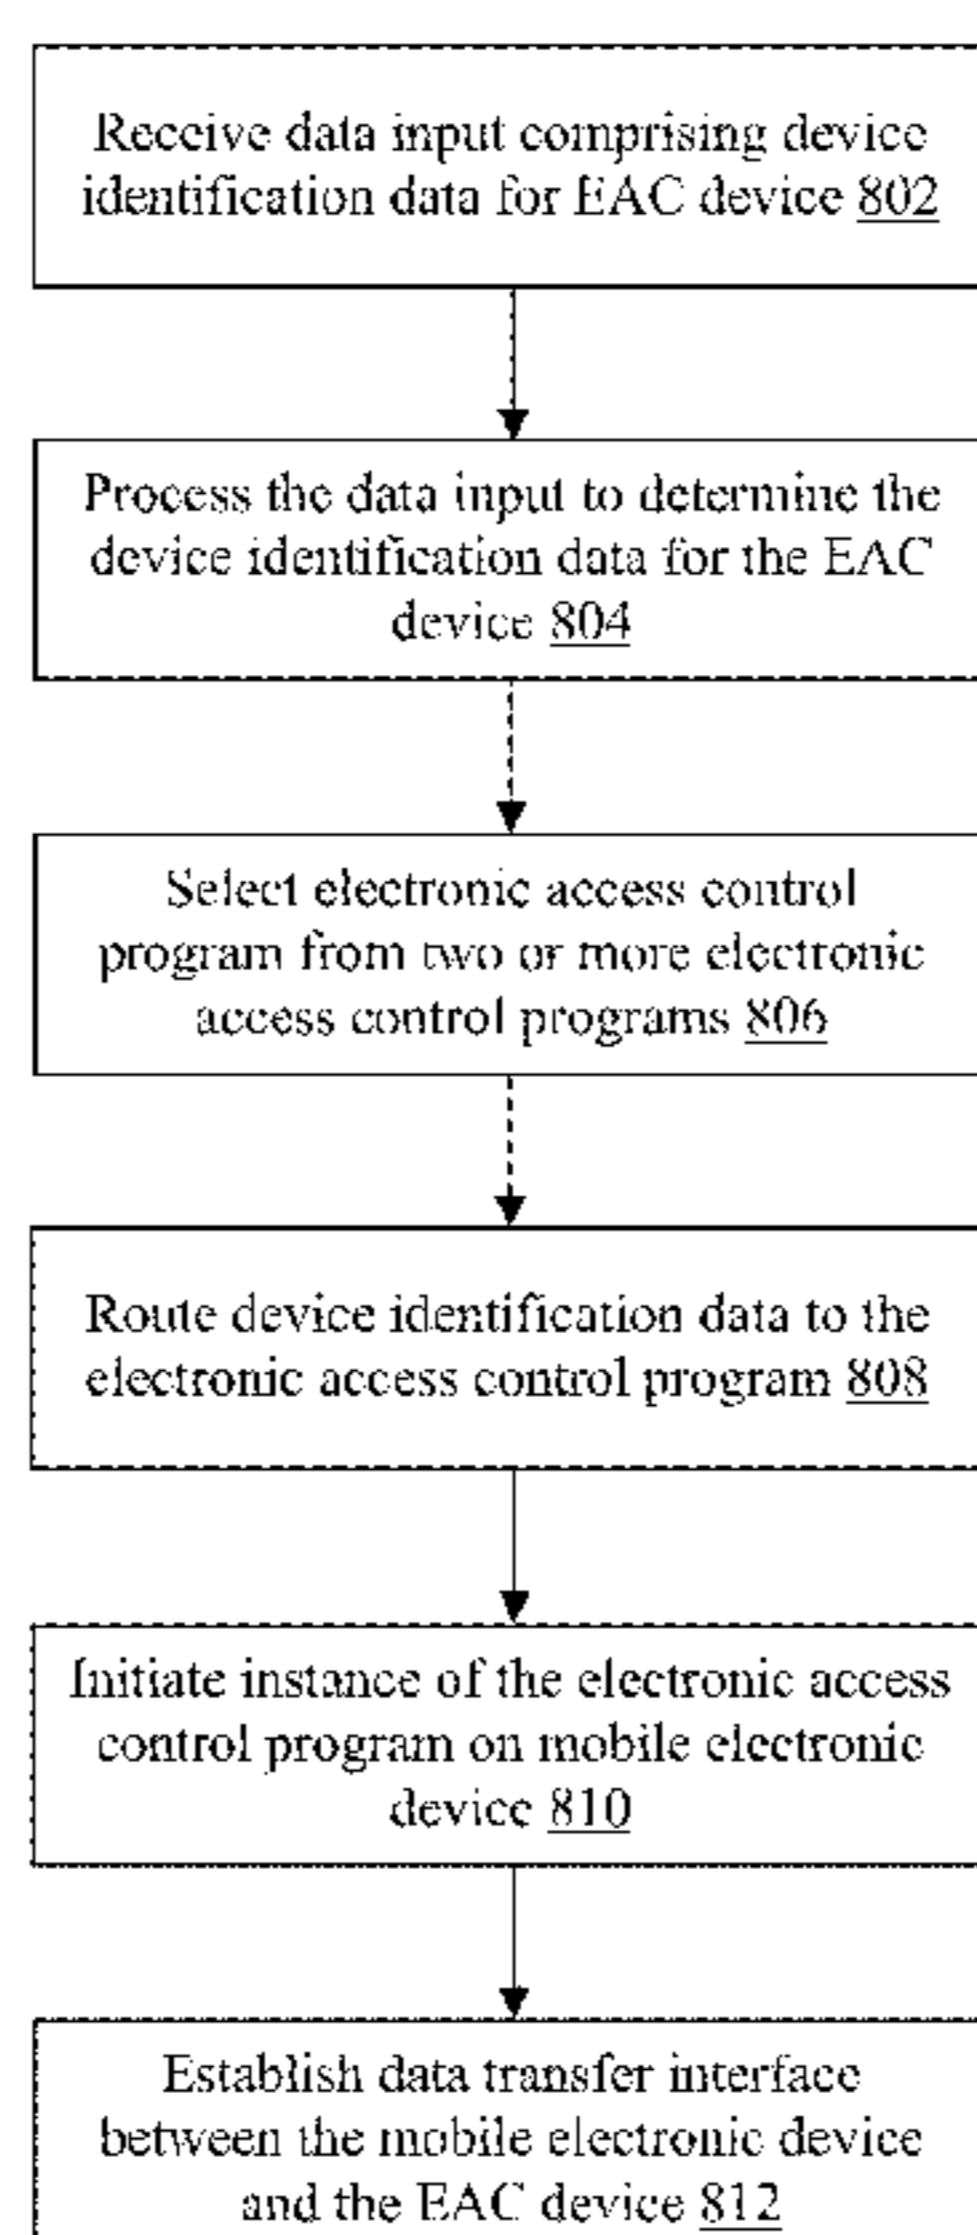 Receive data input comprising device
identification data for EAC device 802
Process the data input to determine the
device identification data for the EAC
device 804
Select electronic access control
program from two or more electronic
access control programs 806
Route device identification data to the
electronic access control program 808
Initiate instance of the electronic access
control program on mobile electronic
device 810
Establish data transfer interface
between the mobile electronic device
and the EAC device 812